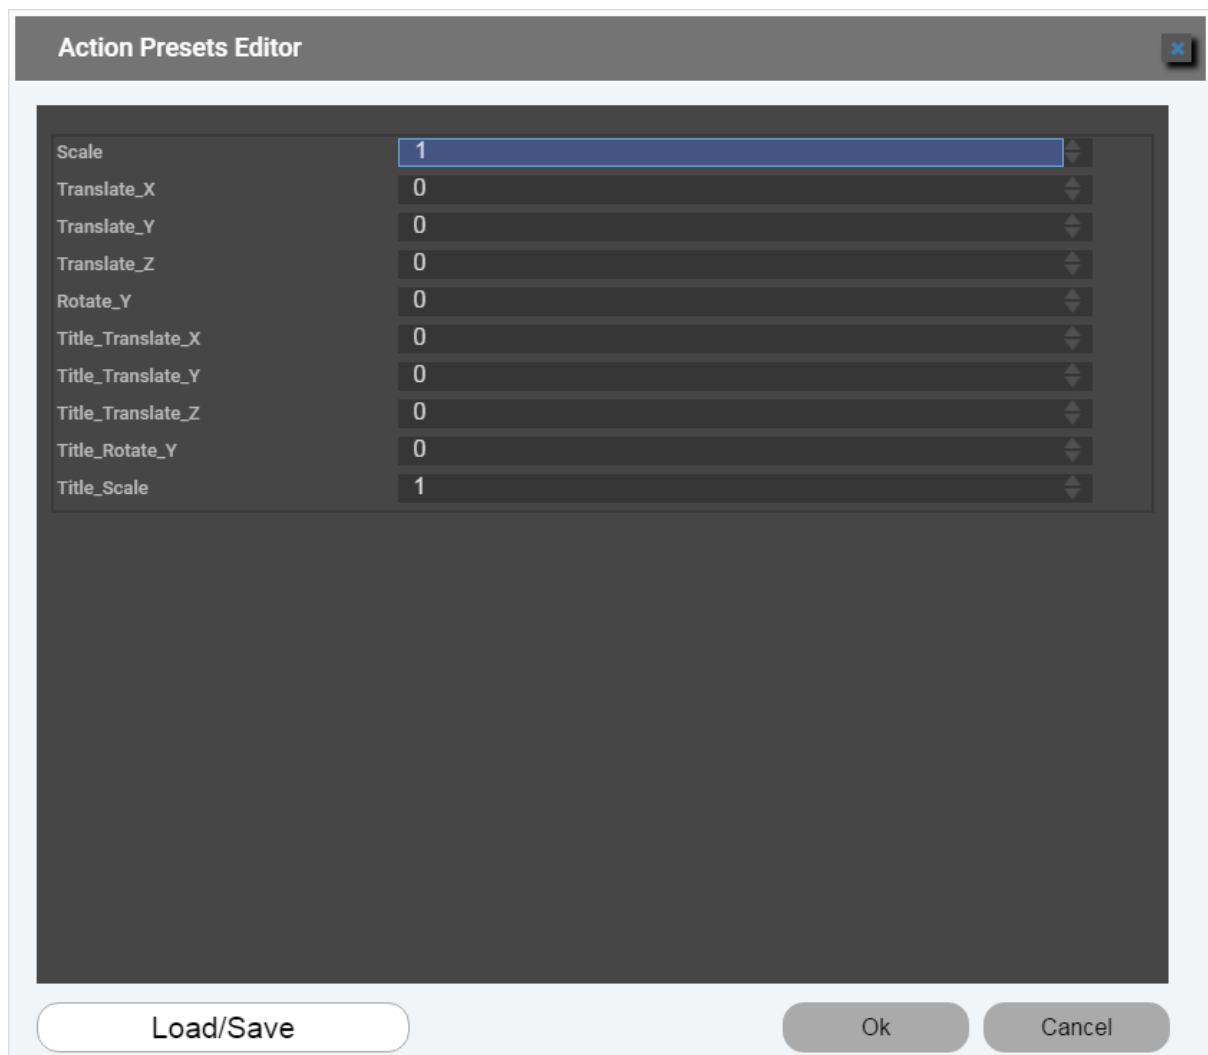 Action Presets Editor
Scale 1
Translate_X 0
Translate_Y 0
Translate_Z 0
Rotate_Y 0
Title_Translate_X 0
Title_Translate_Y 0
Title_Translate_Z 0
Title_Rotate_Y 0
Title_Scale 1
Load/Save Ok Cancel